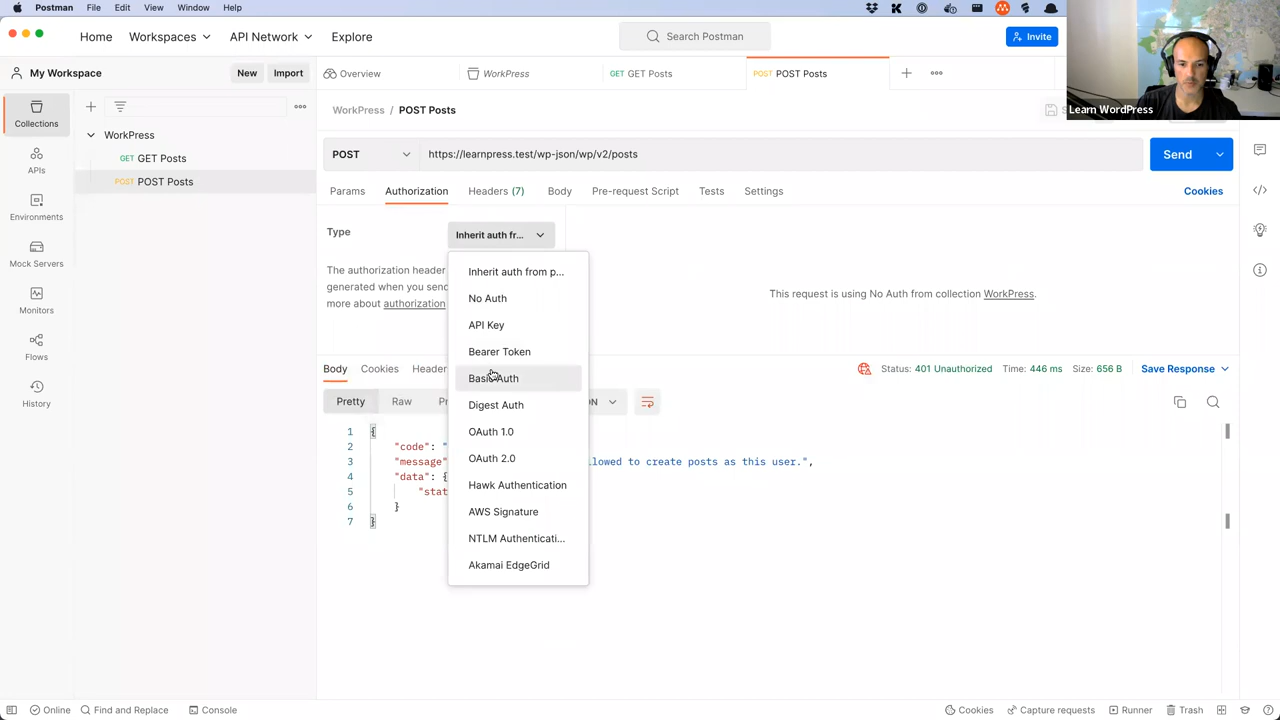 Postman File Edit View Window Help
Home Workspaces API Network Explore
Search Postman
Invite
My Workspace New Import
Overview WorkPress GET GET Posts POST POST Posts
Learn WordPress
Collections
APIs
Environments
Mock Servers
Monitors
Flows
History
WorkPress
GET GET Posts
POST POST Posts
WorkPress / POST Posts
POST https://learnpress.test/wp-json/wp/v2/posts Send
Params Authorization Headers (7) Body Pre-request Script Tests Settings Cookies
Type Inherit auth fr...
The authorization header
generated when you send
more about authorization
This request is using No Auth from collection WorkPress.
Inherit auth from p...
No Auth
API Key
Bearer Token
Basic Auth
Digest Auth
OAuth 1.0
OAuth 2.0
Hawk Authentication
AWS Signature
NTLM Authenticati...
Akamai EdgeGrid
Body Cookies Header Status: 401 Unauthorized Time: 446 ms Size: 656 B Save Response
Pretty Raw Pr ON
1 {
2 "code": "
3 "message" llowed to create posts as this user.",
4 "data": {
5 "stat
6 }
7 }
Online Find and Replace Console Cookies Capture requests Runner Trash